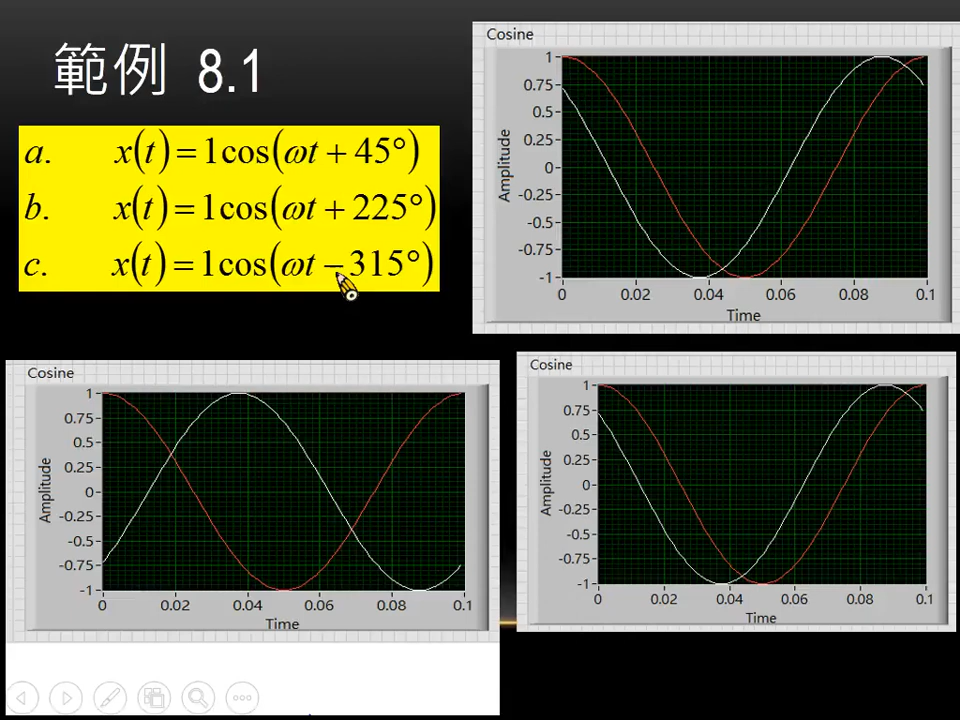 範例 8.1
a. x(t) = 1cos(ωt + 45°)
b. x(t) = 1cos(ωt + 225°)
c. x(t) = 1cos(ωt − 315°)
Cosine
Amplitude
1
0.75
0.5
0.25
0
-0.25
-0.5
-0.75
-1
0 0.02 0.04 0.06 0.08 0.1
Time
Cosine
Amplitude
1
0.75
0.5
0.25
0
-0.25
-0.5
-0.75
-1
0 0.02 0.04 0.06 0.08 0.1
Time
Cosine
Amplitude
1
0.75
0.5
0.25
0
-0.25
-0.5
-0.75
-1
0 0.02 0.04 0.06 0.08 0.1
Time